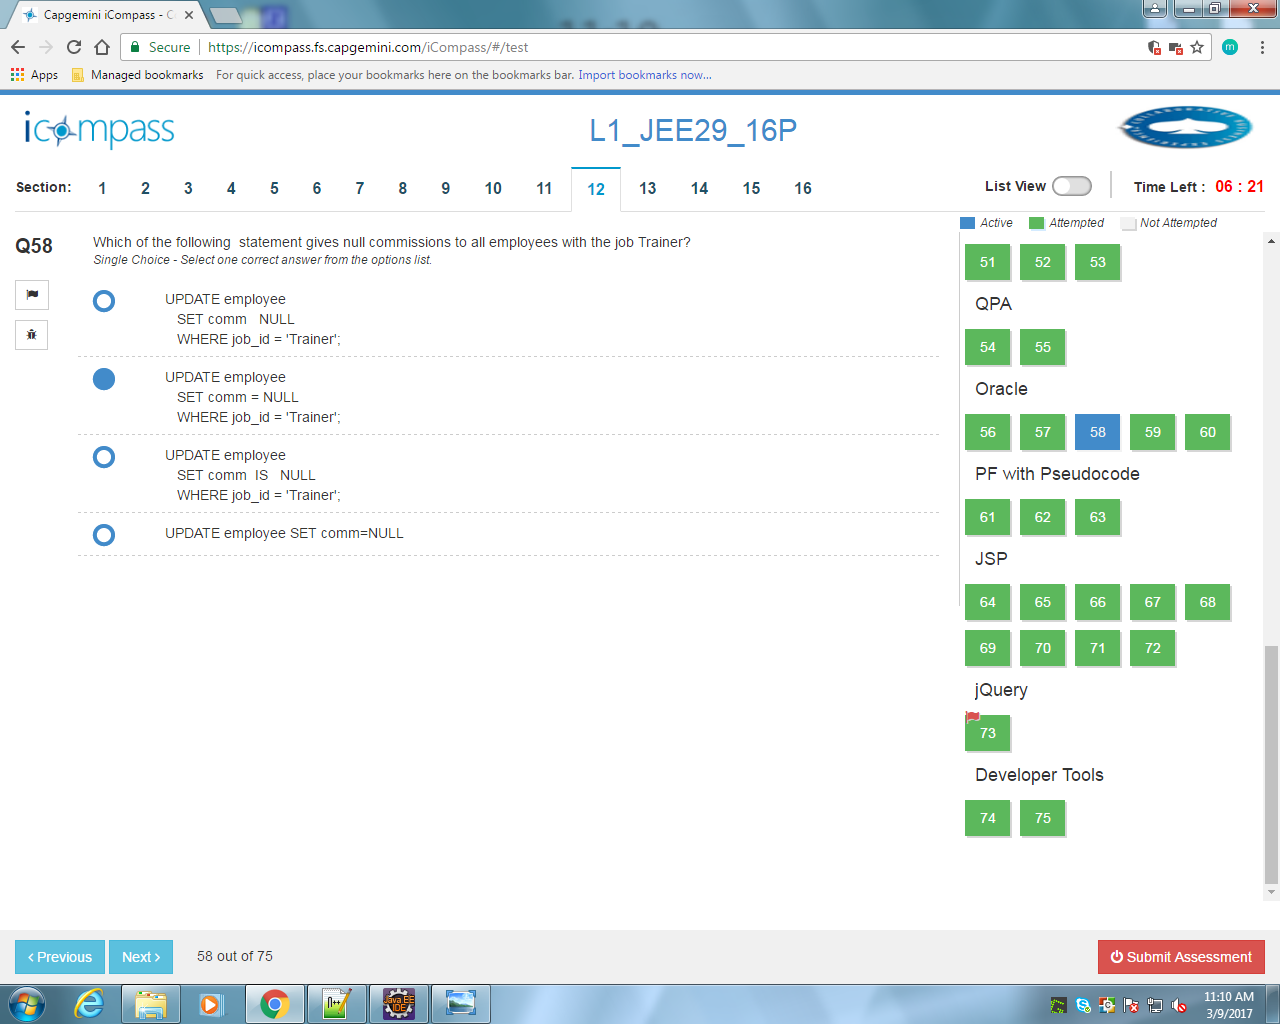 Capgemini iCompass - C
Secure
https://icompass.fs.capgemini.com/iCompass/#/test
m
Apps
Managed bookmarks
For quick access, place your bookmarks here on the bookmarks bar. Import bookmarks now...
icompass
L1_JEE29_16P
Section: 1 2 3 4 5 6 7 8 9 10 11 12 13 14 15 16
List View
Time Left : 06 : 21
Active Attempted Not Attempted
Q58
Which of the following statement gives null commissions to all employees with the job Trainer?
Single Choice - Select one correct answer from the options list.
UPDATE employee
SET comm NULL
WHERE job_id = 'Trainer';
UPDATE employee
SET comm = NULL
WHERE job_id = 'Trainer';
UPDATE employee
SET comm IS NULL
WHERE job_id = 'Trainer';
UPDATE employee SET comm=NULL
51 52 53
QPA
54 55
Oracle
56 57 58 59 60
PF with Pseudocode
61 62 63
JSP
64 65 66 67 68
69 70 71 72
jQuery
73
Developer Tools
74 75
‹ Previous
Next ›
58 out of 75
Submit Assessment
Java EE
IDE
11:10 AM
3/9/2017